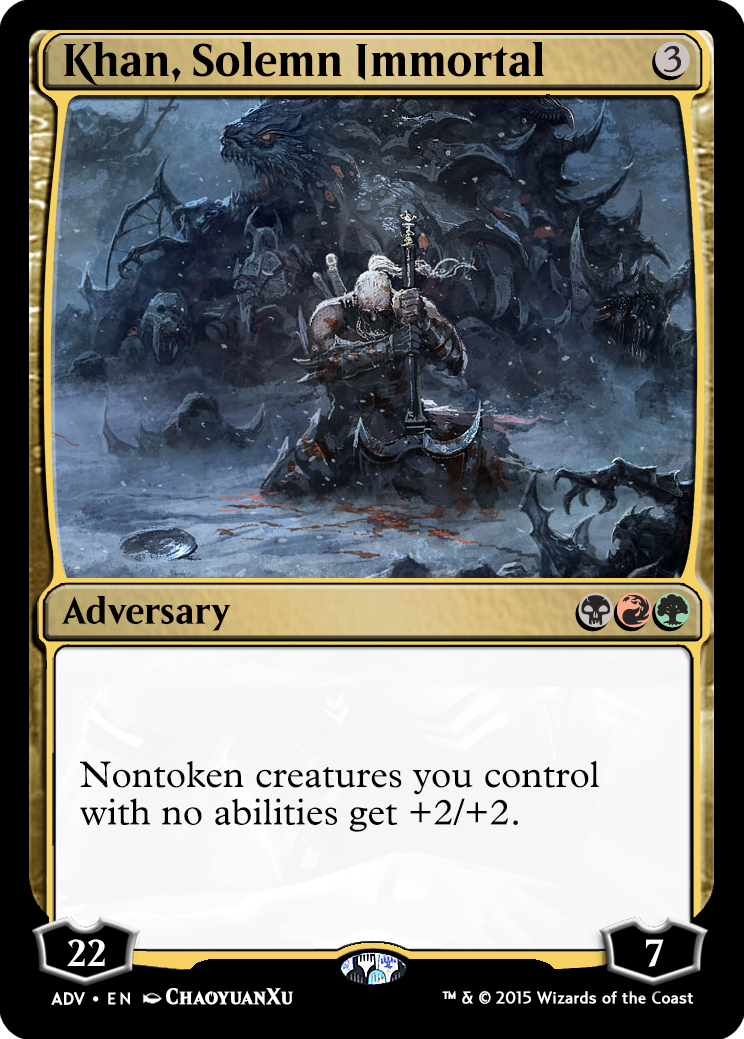 Khan, Solemn Immortal 3
Adversary
Nontoken creatures you control
with no abilities get +2/+2.
22 7
ADV • EN ChaoyuanXu ™ & © 2015 Wizards of the Coast